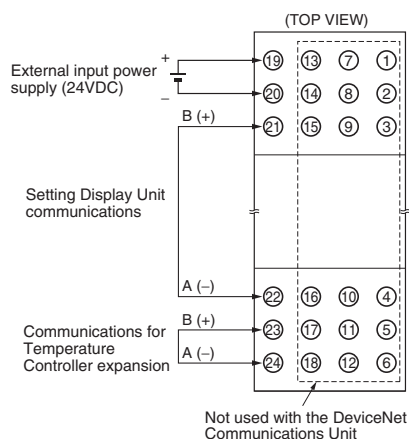 (TOP VIEW)
External input power
supply (24VDC)
+
–
19 13 7 1
20 14 8 2
B (+)
21 15 9 3
Setting Display Unit
communications
A (–)
22 16 10 4
B (+)
23 17 11 5
Communications for
Temperature
Controller expansion
A (–)
24 18 12 6
Not used with the DeviceNet
Communications Unit